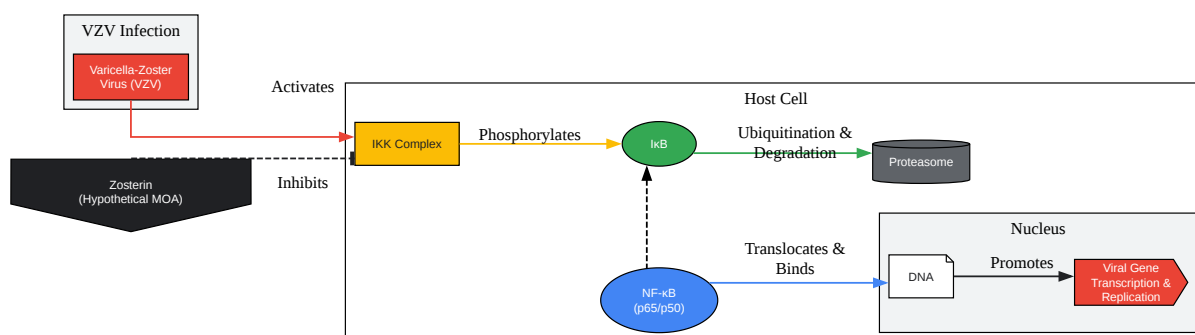 VZV Infection
Varicella-Zoster
Virus (VZV)
Activates
Host Cell
IKK Complex
Phosphorylates
IκB
Ubiquitination &
Degradation
Proteasome
Zosterin
(Hypothetical MOA)
Inhibits
NF-κB
(p65/p50)
Translocates &
Binds
Nucleus
DNA
Promotes
Viral Gene
Transcription &
Replication